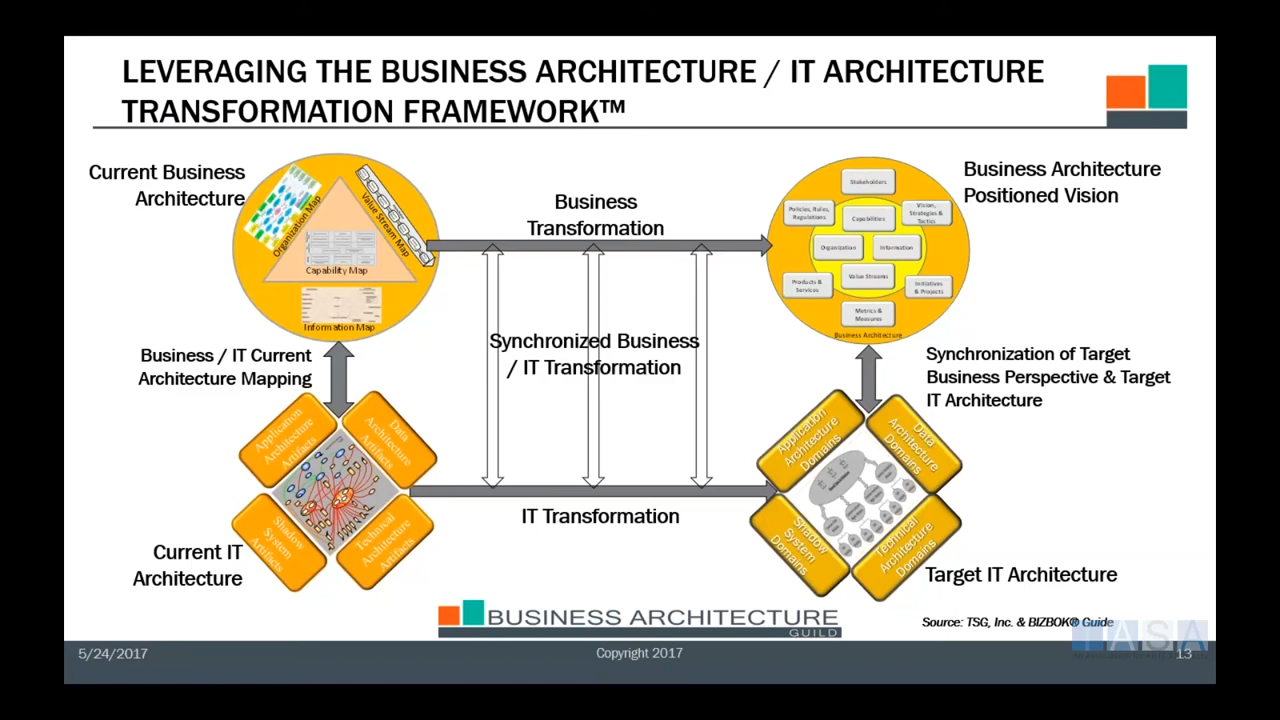 LEVERAGING THE BUSINESS ARCHITECTURE / IT ARCHITECTURE
TRANSFORMATION FRAMEWORK™
Current Business
Architecture
Organization Map
Value Stream Map
Capability Map
Information Map
Business
Transformation
Stakeholders
Policies, Rules,
Regulations
Capabilities
Vision,
Strategies &
Tactics
Organization
Information
Value Streams
Products &
Services
Initiatives
& Projects
Metrics &
Measures
Business Architecture
Business Architecture
Positioned Vision
Business / IT Current
Architecture Mapping
Synchronized Business
/ IT Transformation
Synchronization of Target
Business Perspective & Target
IT Architecture
Application
Architecture
Artifacts
Data
Architecture
Artifacts
Shadow
System
Artifacts
Technical
Architecture
Artifacts
Current IT
Architecture
IT Transformation
Application
Architecture
Domains
Data
Architecture
Domains
Shadow
System
Domains
Technical
Architecture
Domains
Target IT Architecture
BUSINESS ARCHITECTURE
GUILD
Source: TSG, Inc. & BIZBOK® Guide
IASA
5/24/2017
Copyright 2017
13